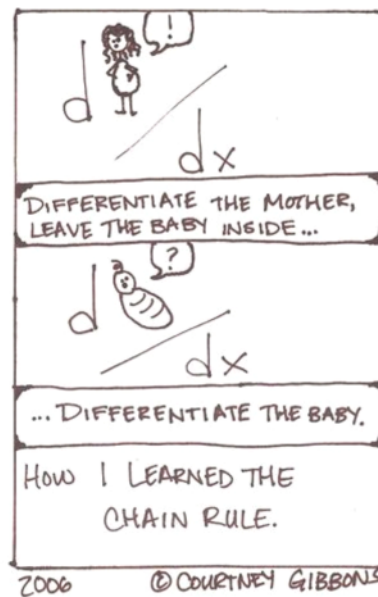 !
d
dx
DIFFERENTIATE THE MOTHER,
LEAVE THE BABY INSIDE...
?
d
dx
...DIFFERENTIATE THE BABY.
HOW I LEARNED THE
CHAIN RULE.
2006 © COURTNEY GIBBONS